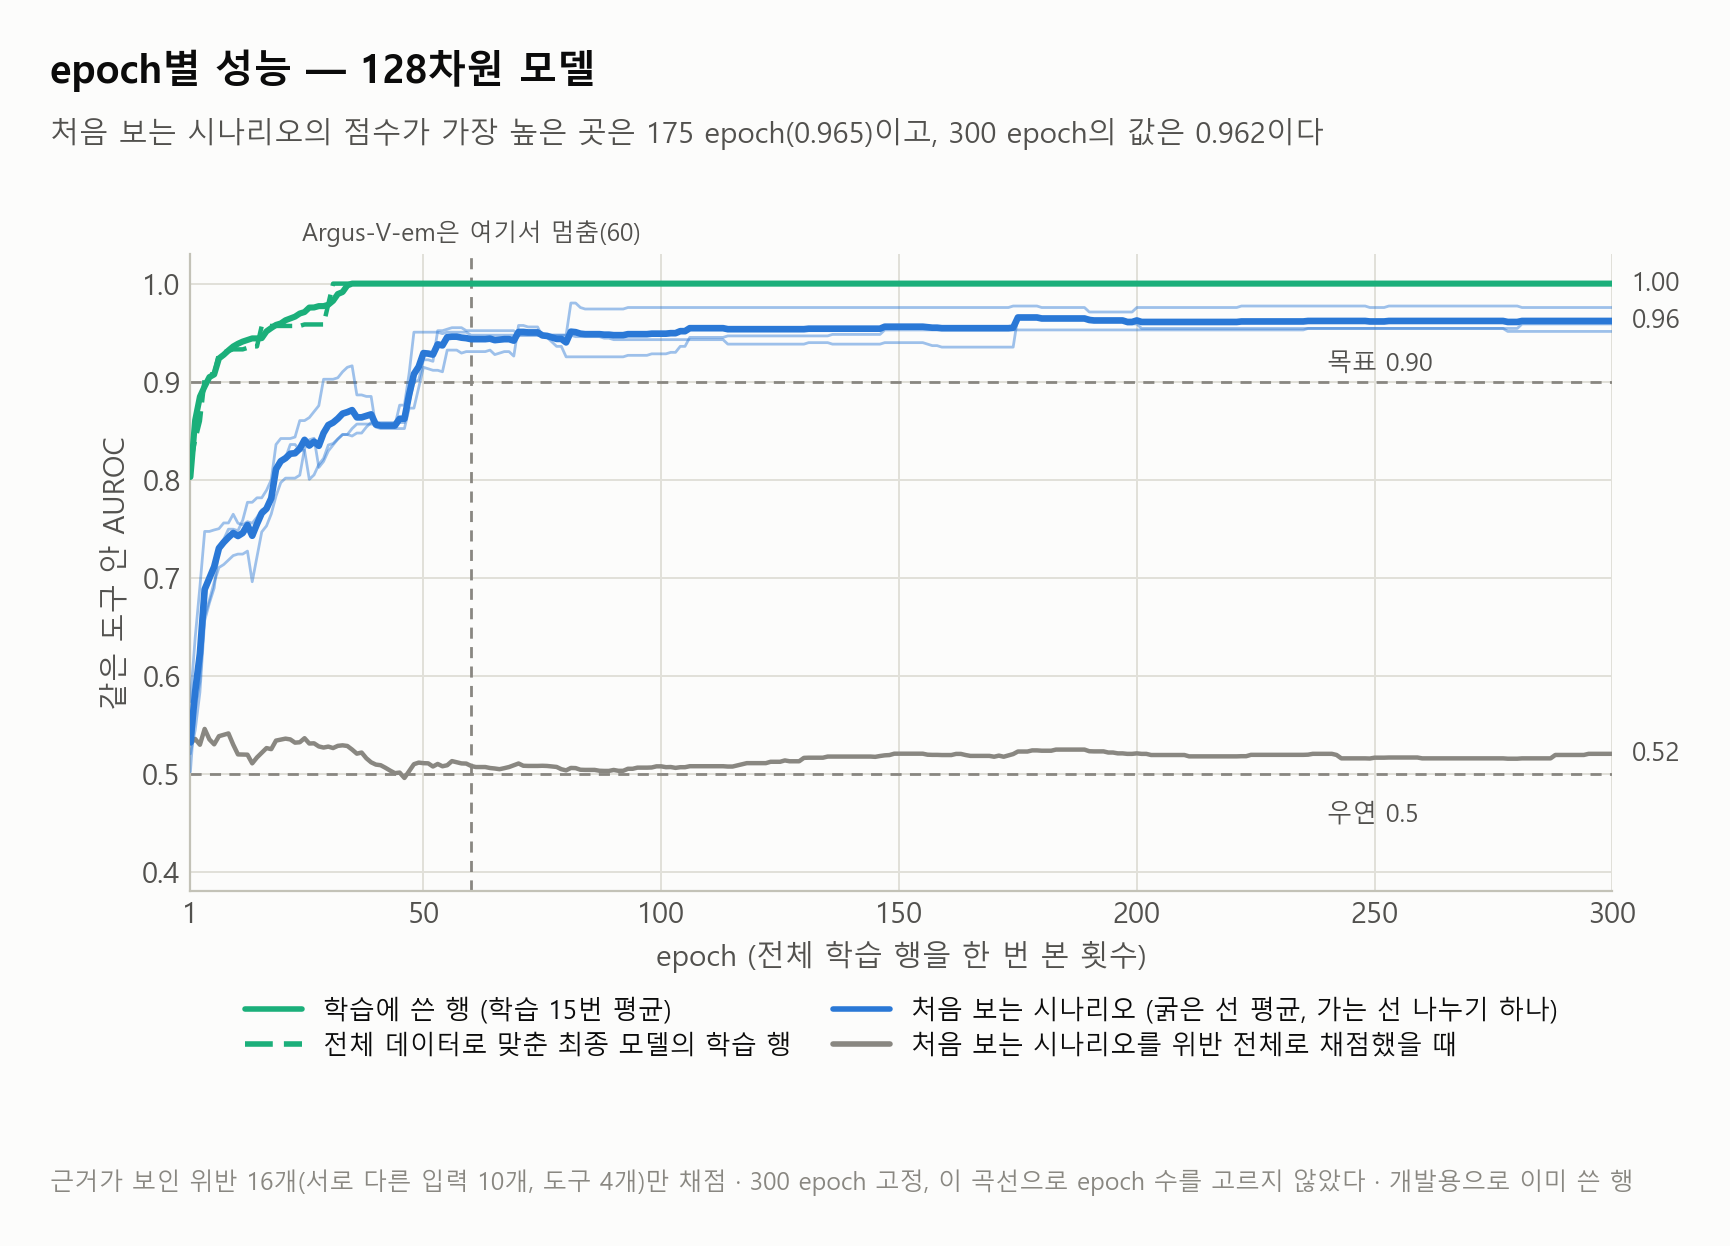 epoch별 성능 — 128차원 모델
처음 보는 시나리오의 점수가 가장 높은 곳은 175 epoch(0.965)이고, 300 epoch의 값은 0.962이다
Argus-V-em은 여기서 멈춤(60)
1.0
0.9
0.8
0.7
0.6
0.5
0.4
같은 도구 안 AUROC
1.00
0.96
목표 0.90
0.52
우연 0.5
1 50 100 150 200 250 300
epoch (전체 학습 행을 한 번 본 횟수)
학습에 쓴 행 (학습 15번 평균)
전체 데이터로 맞춘 최종 모델의 학습 행
처음 보는 시나리오 (굵은 선 평균, 가는 선 나누기 하나)
처음 보는 시나리오를 위반 전체로 채점했을 때
근거가 보인 위반 16개(서로 다른 입력 10개, 도구 4개)만 채점 · 300 epoch 고정, 이 곡선으로 epoch 수를 고르지 않았다 · 개발용으로 이미 쓴 행